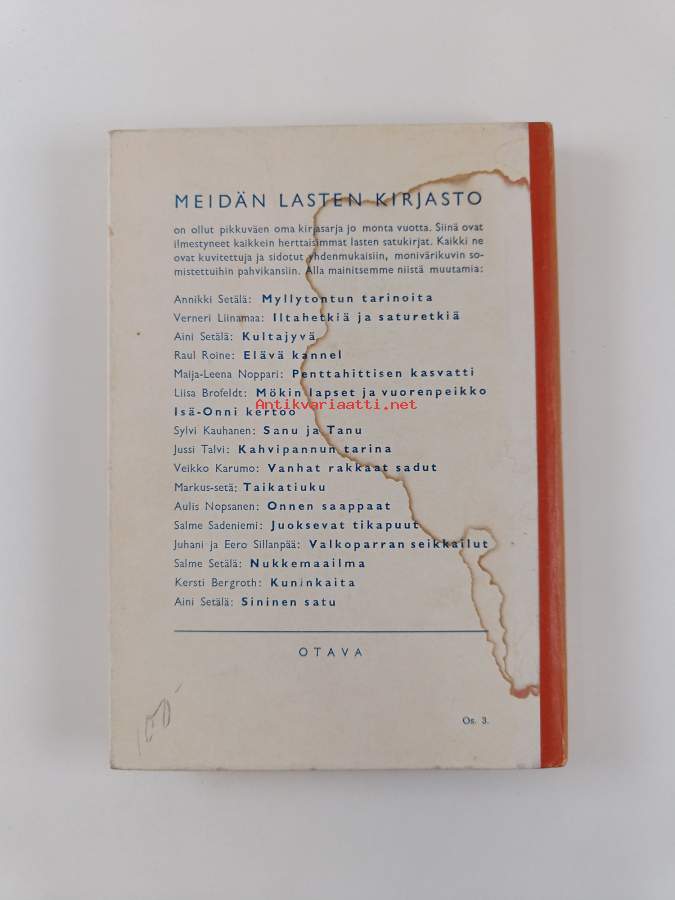 MEIDÄN LASTEN KIRJASTO
on ollut pikkuväen oma kirjasarja jo monta vuotta. Siinä ovat
ilmestyneet kaikkein herttaisimmat lasten satukirjat. Kaikki ne
ovat kuvitettuja ja sidotut yhdenmukaisiin, monivärikuvin so-
mistettuihin pahvikansiin. Alla mainitsemme niistä muutamia:
Annikki Setälä: Myllytontun tarinoita
Verneri Liinamaa: Iltahetkiä ja saturetkiä
Aini Setälä: Kultajyvä
Raul Roine: Elävä kannel
Maija-Leena Noppari: Penttahittisen kasvatti
Liisa Brofeldt: Mökin lapset ja vuorenpeikko
Antikvariaatti.net
Isä-Onni kertoo
Sylvi Kauhanen: Sanu ja Tanu
Jussi Talvi: Kahvipannun tarina
Veikko Karumo: Vanhat rakkaat sadut
Markus-setä: Taikatiuku
Aulis Nopsanen: Onnen saappaat
Salme Sadeniemi: Juoksevat tikapuut
Juhani ja Eero Sillanpää: Valkoparran seikkailut
Salme Setälä: Nukkemaailma
Kersti Bergroth: Kuninkaita
Aini Setälä: Sininen satu
OTAVA
Os. 3.